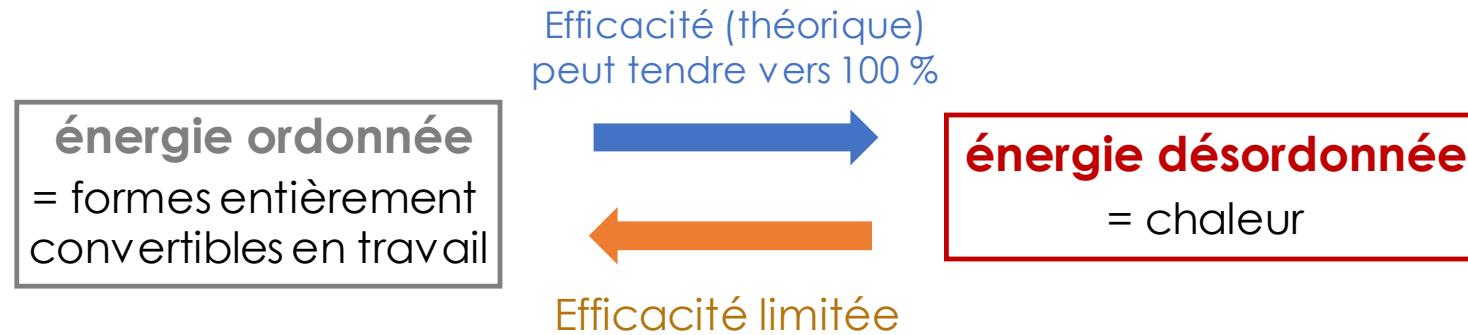 Efficacité (théorique)
peut tendre vers 100 %
énergie ordonnée
= formes entièrement
convertibles en travail
énergie désordonnée
= chaleur
Efficacité limitée